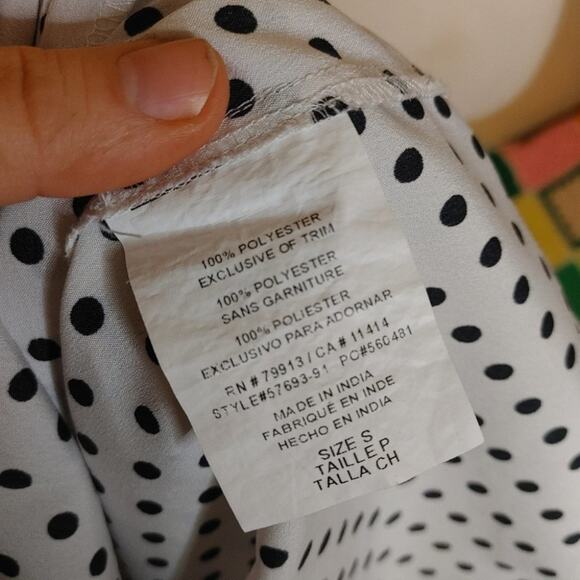 100% POLYESTER
EXCLUSIVE OF TRIM
100% POLYESTER
SANS GARNITURE
100% POLIESTER
EXCLUSIVO PARA ADORNAR
RN# 79913 / CA# 11414
STYLE#57693-91 PC#560481
MADE IN INDIA
FABRIQUÉ EN INDE
HECHO EN INDIA
SIZE S
TAILLE P
TALLA CH